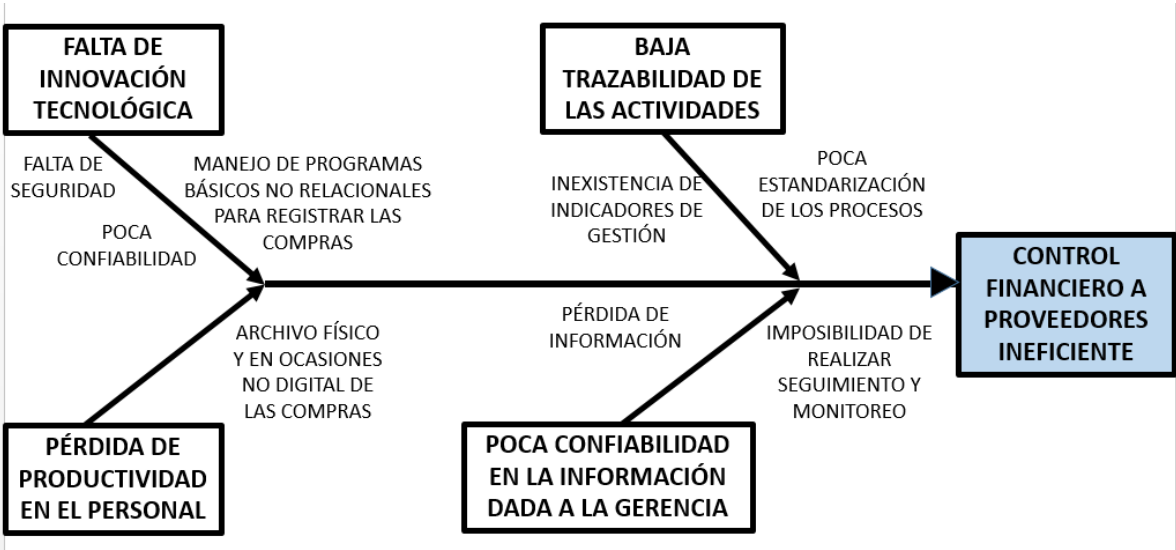 FALTA DE
INNOVACIÓN
TECNOLÓGICA
BAJA
TRAZABILIDAD DE
LAS ACTIVIDADES
FALTA DE
SEGURIDAD
MANEJO DE PROGRAMAS
BÁSICOS NO RELACIONALES
PARA REGISTRAR LAS
COMPRAS
POCA
CONFIABILIDAD
INEXISTENCIA DE
INDICADORES DE
GESTIÓN
POCA
ESTANDARIZACIÓN
DE LOS PROCESOS
CONTROL
FINANCIERO A
PROVEEDORES
INEFICIENTE
ARCHIVO FÍSICO
Y EN OCASIONES
NO DIGITAL DE
LAS COMPRAS
PÉRDIDA DE
INFORMACIÓN
IMPOSIBILIDAD DE
REALIZAR
SEGUIMIENTO Y
MONITOREO
PÉRDIDA DE
PRODUCTIVIDAD
EN EL PERSONAL
POCA CONFIABILIDAD
EN LA INFORMACIÓN
DADA A LA GERENCIA